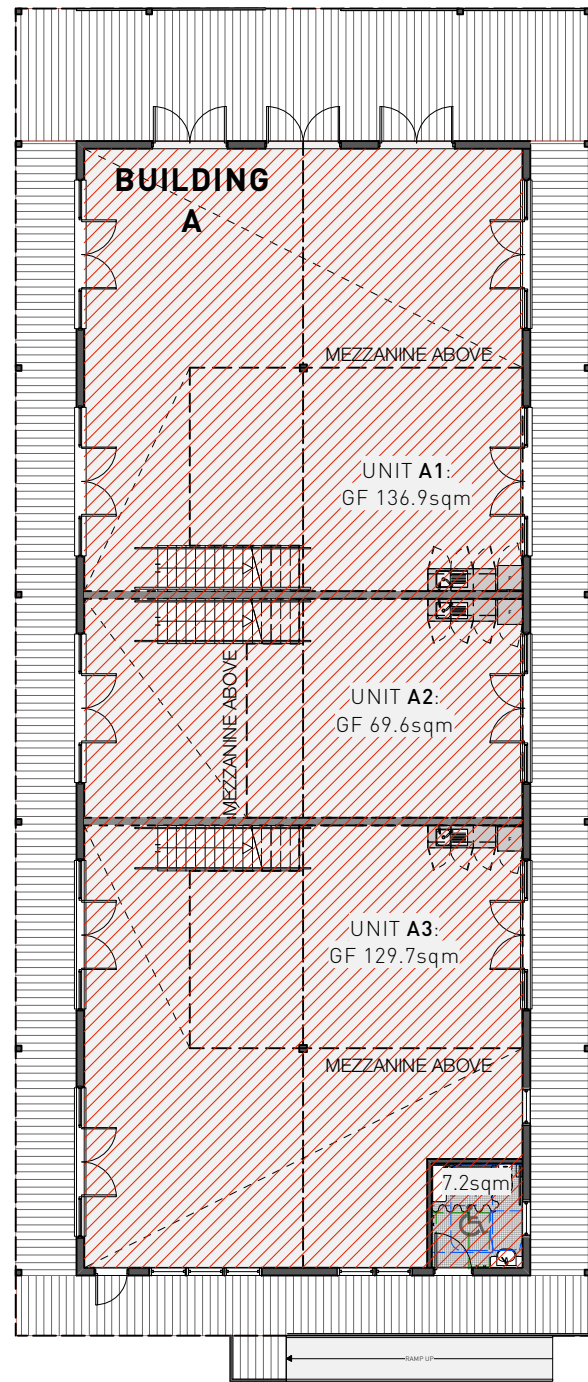 BUILDING
A
MEZZANINE ABOVE
UNIT A1:
GF 136.9sqm
F
F
MEZZANINE ABOVE
UNIT A2:
GF 69.6sqm
F
UNIT A3:
GF 129.7sqm
MEZZANINE ABOVE
7.2sqm
RAMP UP